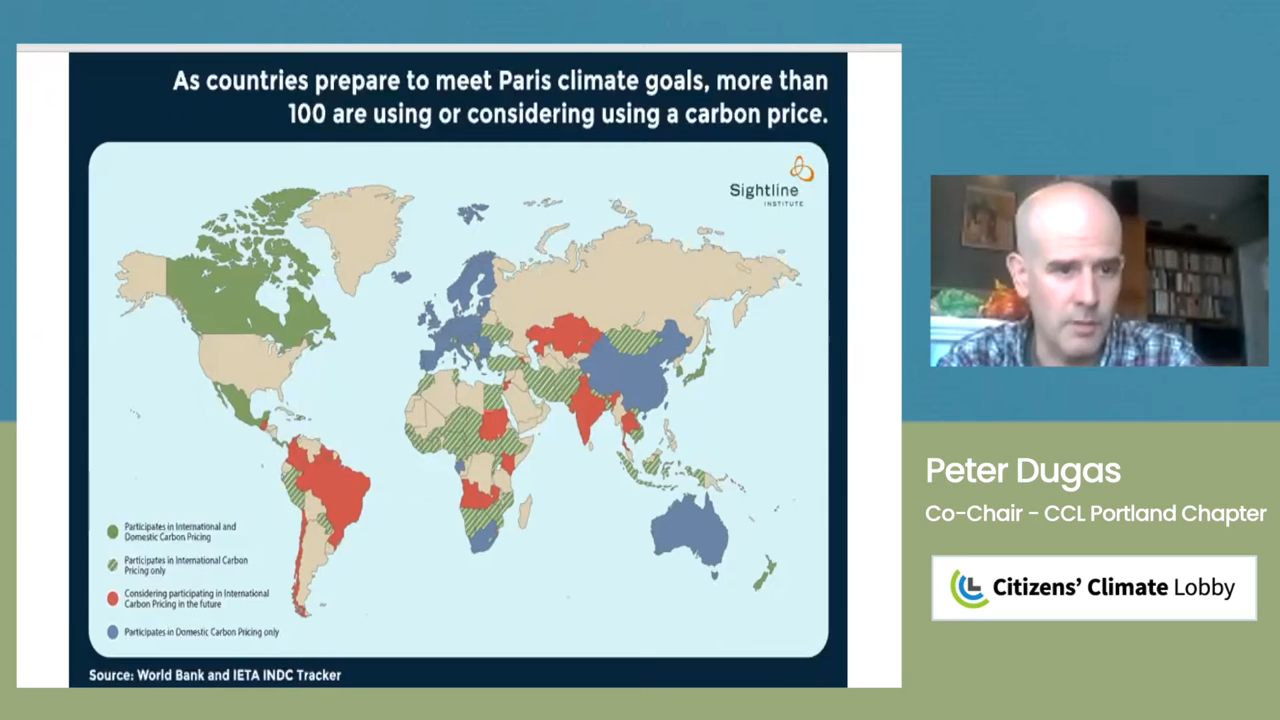 As countries prepare to meet Paris climate goals, more than
100 are using or considering using a carbon price.
Sightline
INSTITUTE
Participates in International and
Domestic Carbon Pricing
Participates in International Carbon
Pricing only
Considering participating in International
Carbon Pricing in the future
Participates in Domestic Carbon Pricing only
Source: World Bank and IETA INDC Tracker
Peter Dugas
Co-Chair - CCL Portland Chapter
Citizens' Climate Lobby